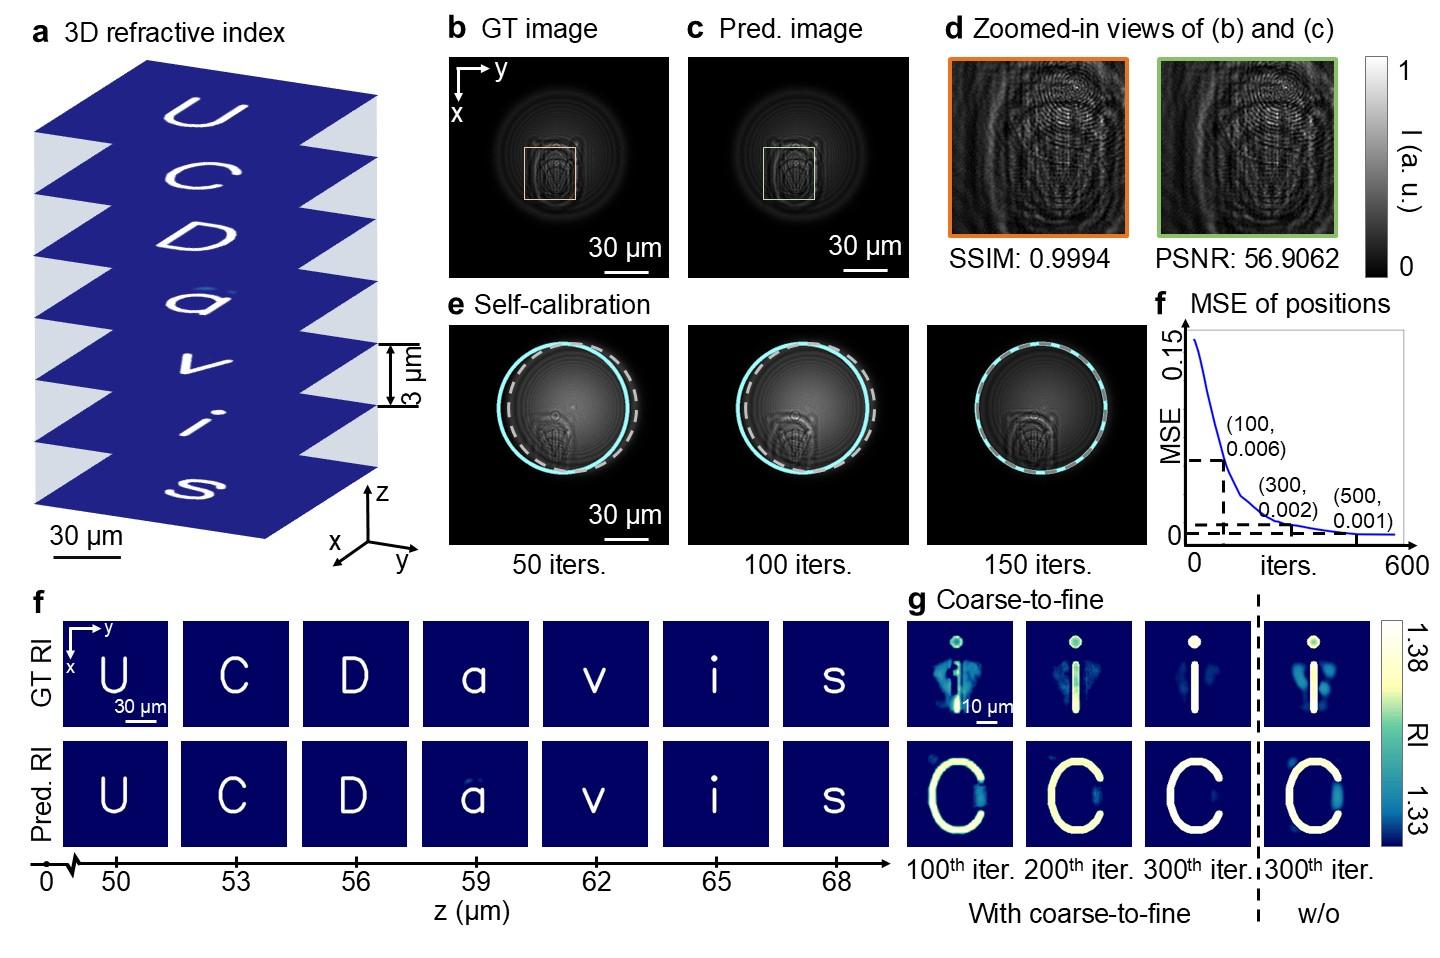 a 3D refractive index
U
C
D
a
v
i
s
3 μm
30 μm
z
x
y
b GT image
y
x
30 μm
c Pred. image
30 μm
d Zoomed-in views of (b) and (c)
SSIM: 0.9994
PSNR: 56.9062
1
I (a. u.)
0
e Self-calibration
30 μm
50 iters.
100 iters.
150 iters.
f MSE of positions
0.15
MSE
0
(100,
0.006)
(300,
0.002)
(500,
0.001)
0
iters.
600
f
GT RI
y
x
30 μm
U C D a v i s
Pred. RI
U C D a v i s
0 50 53 56 59 62 65 68
z (μm)
g Coarse-to-fine
i i i i
10 μm
C C C C
1.38
RI
1.33
100th iter. 200th iter. 300th iter. 300th iter.
With coarse-to-fine
w/o